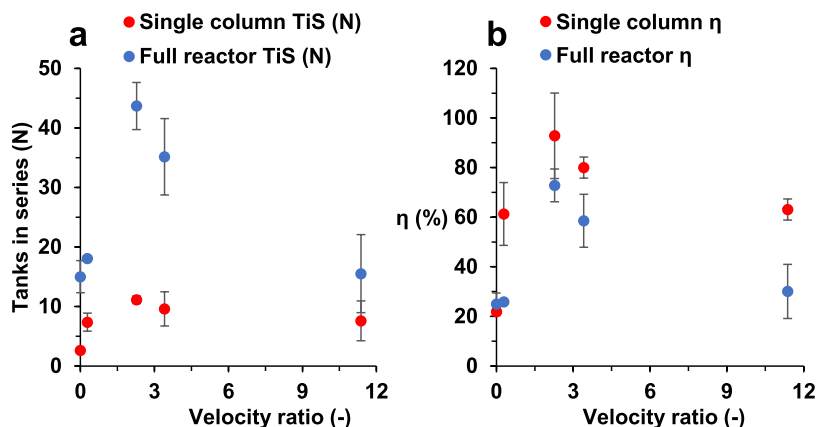 a
Single column TiS (N)
Full reactor TiS (N)
Tanks in series (N)
50
40
30
20
10
0
0
3
6
9
12
Velocity ratio (-)
b
Single column η
Full reactor η
η (%)
120
100
80
60
40
20
0
0
3
6
9
12
Velocity ratio (-)